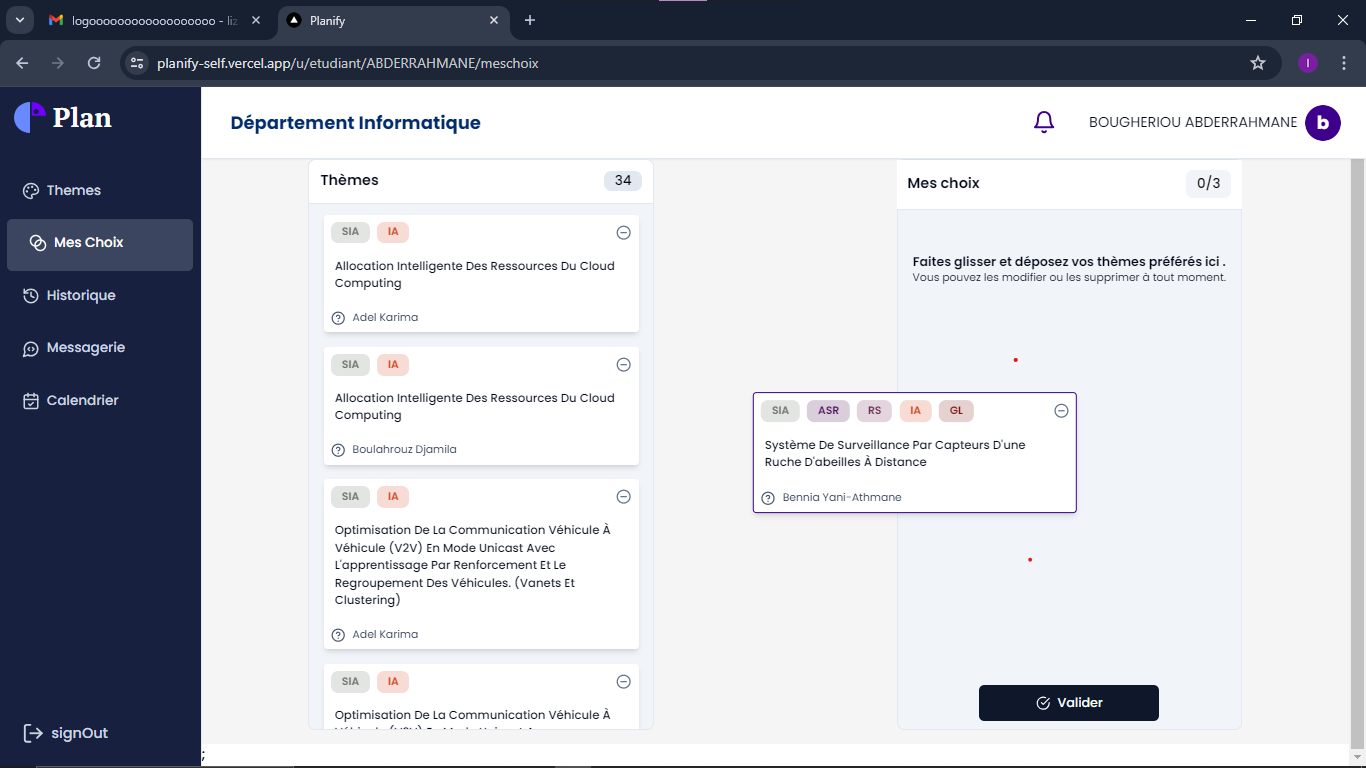 logooooooooooooooooooo - liz
Planify
planify-self.vercel.app/u/etudiant/ABDERRAHMANE/meschoix
I
Plan
Département Informatique
BOUGHERIOU ABDERRAHMANE
b
Themes
Mes Choix
Historique
Messagerie
Calendrier
signOut
Thèmes
34
SIA IA
Allocation Intelligente Des Ressources Du Cloud
Computing
Adel Karima
SIA IA
Allocation Intelligente Des Ressources Du Cloud
Computing
Boulahrouz Djamila
SIA IA
Optimisation De La Communication Véhicule À
Véhicule (V2V) En Mode Unicast Avec
L'apprentissage Par Renforcement Et Le
Regroupement Des Véhicules. (Vanets Et
Clustering)
Adel Karima
SIA IA
Optimisation De La Communication Véhicule À
SIA ASR RS IA GL
Système De Surveillance Par Capteurs D'une
Ruche D'abeilles À Distance
Bennia Yani-Athmane
Mes choix
0/3
Faites glisser et déposez vos thèmes préférés ici .
Vous pouvez les modifier ou les supprimer à tout moment.
Valider
;